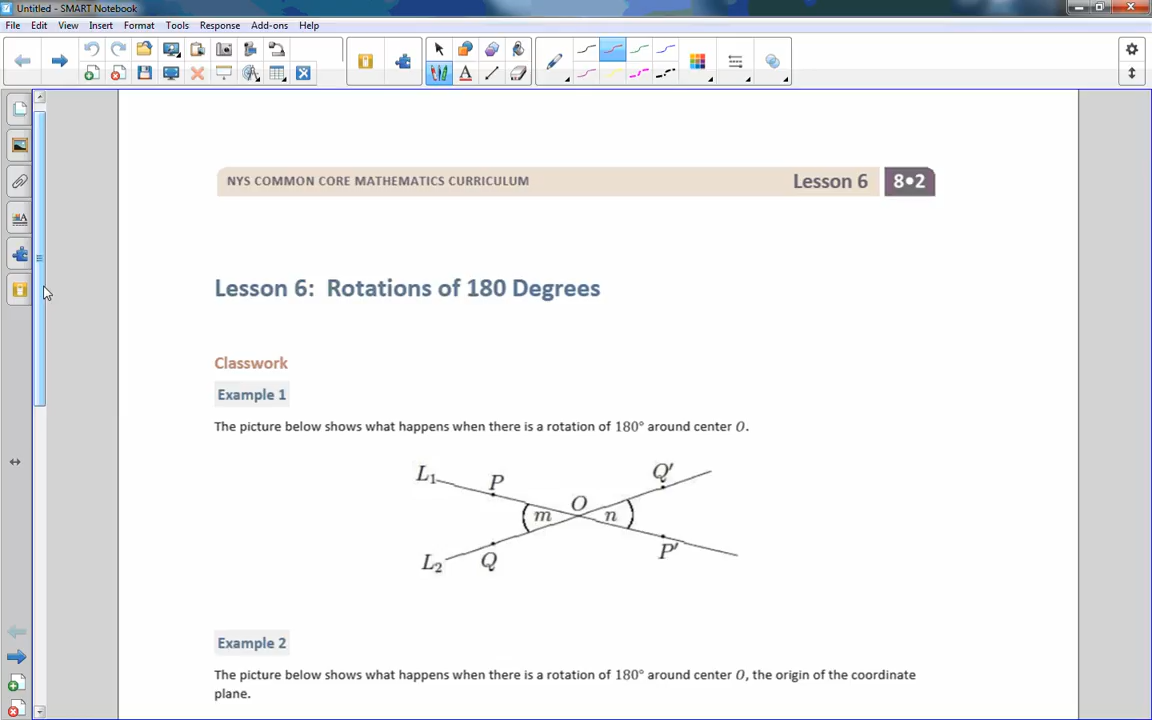 Untitled - SMART Notebook
File Edit View Insert Format Tools Response Add-ons Help
NYS COMMON CORE MATHEMATICS CURRICULUM Lesson 6 8•2
Lesson 6: Rotations of 180 Degrees
Classwork
Example 1
The picture below shows what happens when there is a rotation of 180° around center O.
L1 P Q'
m O n
L2 Q P'
Example 2
The picture below shows what happens when there is a rotation of 180° around center O, the origin of the coordinate
plane.